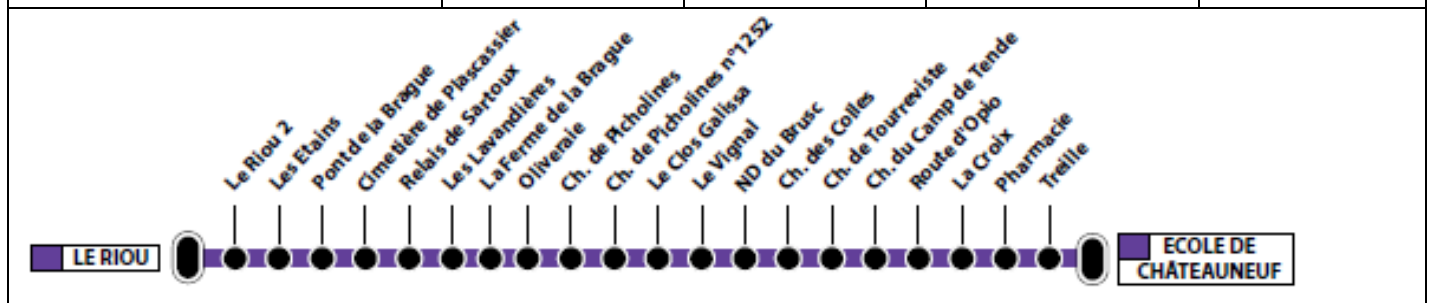 LE RIOU
Le Riou 2
Les Etains
Pont de la Brague
Cimetière de Plascassier
Relais de Sartoux
Les Lavandières
La Ferme de la Brague
Oliveraie
Ch. de Picholines
Ch. de Picholines n°1252
Le Clos Galissa
Le Vignal
ND du Brusc
Ch. des Colles
Ch. de Tourreviste
Ch. du Camp de Tende
Route d'Opio
La Croix
Pharmacie
Treille
ECOLE DE
CHÂTEAUNEUF